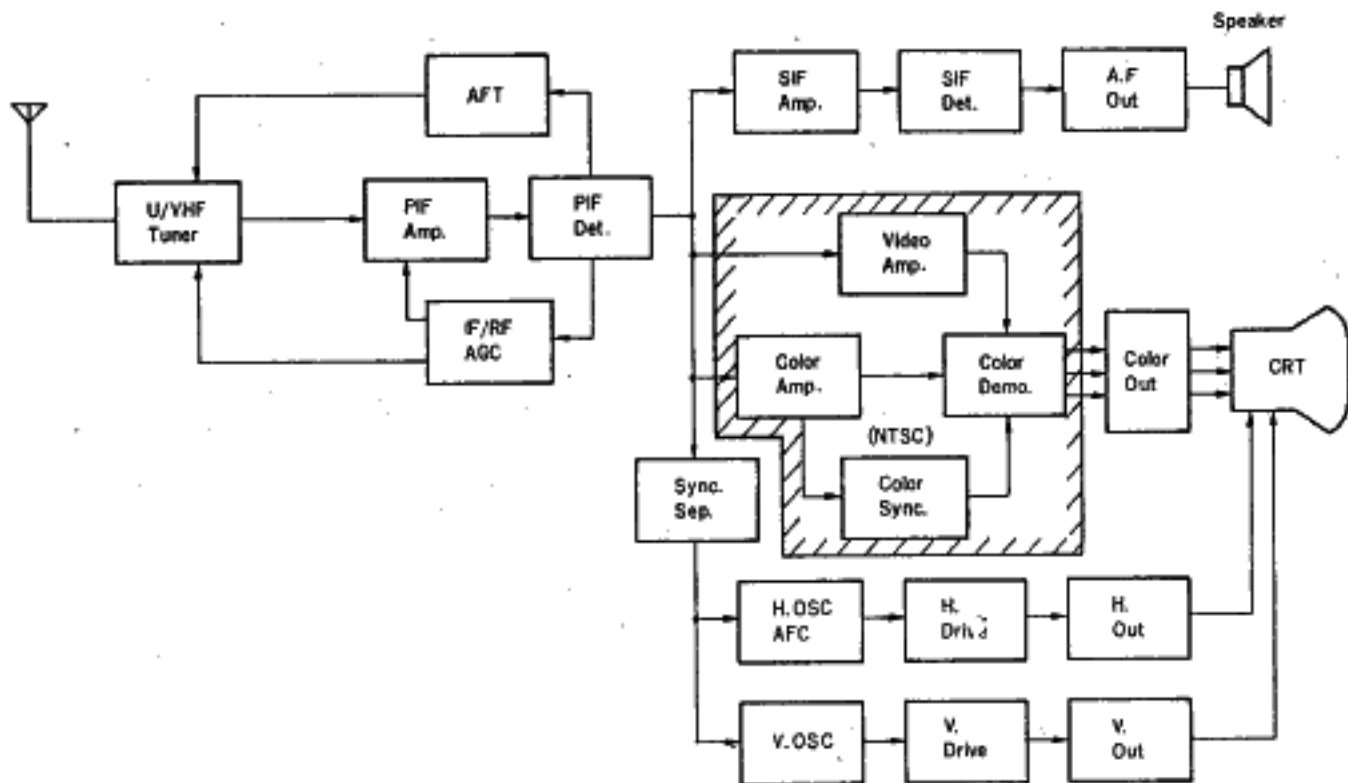 Speaker
AFT
SIF
Amp.
SIF
Det.
A.F
Out
U/VHF
Tuner
PIF
Amp.
PIF
Det.
Video
Amp.
IF/RF
AGC
Color
Amp.
Color
Demo.
Color
Out
CRT
(NTSC)
Sync.
Sep.
Color
Sync.
H.OSC
AFC
H.
Drive
H.
Out
V.OSC
V.
Drive
V.
Out